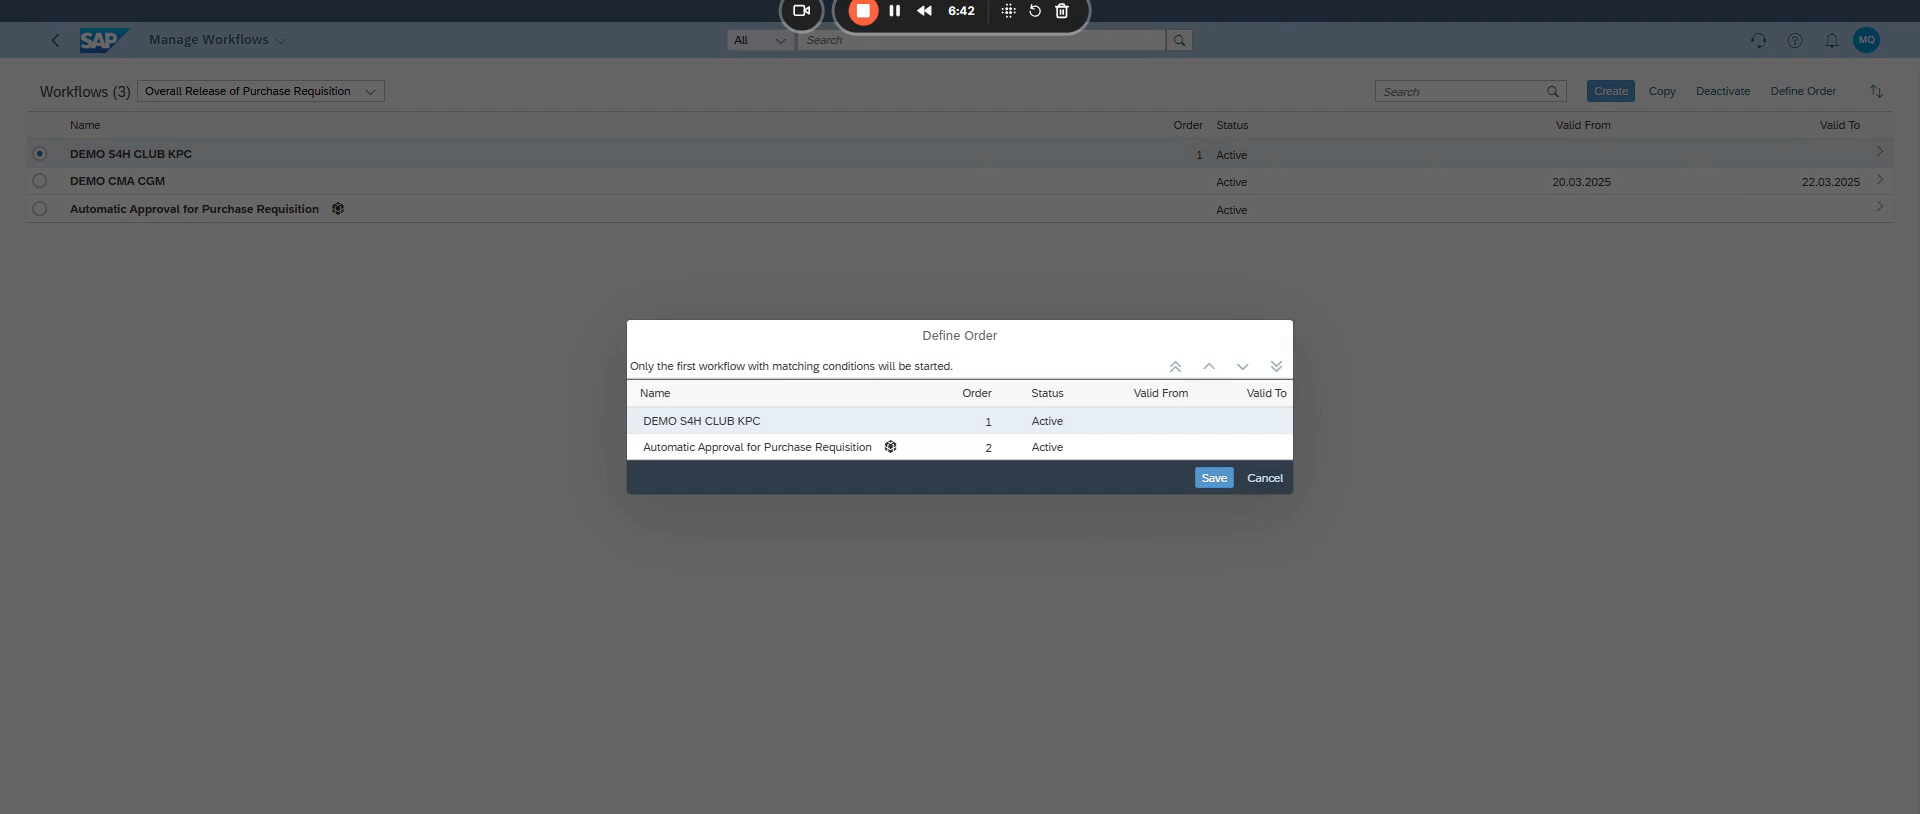 6:42
SAP Manage Workflows All Search MQ
Workflows (3) Overall Release of Purchase Requisition Search Create Copy Deactivate Define Order
Name Order Status Valid From Valid To
DEMO S4H CLUB KPC 1 Active
DEMO CMA CGM Active 20.03.2025 22.03.2025
Automatic Approval for Purchase Requisition Active
Define Order
Only the first workflow with matching conditions will be started.
Name Order Status Valid From Valid To
DEMO S4H CLUB KPC 1 Active
Automatic Approval for Purchase Requisition 2 Active
Save Cancel